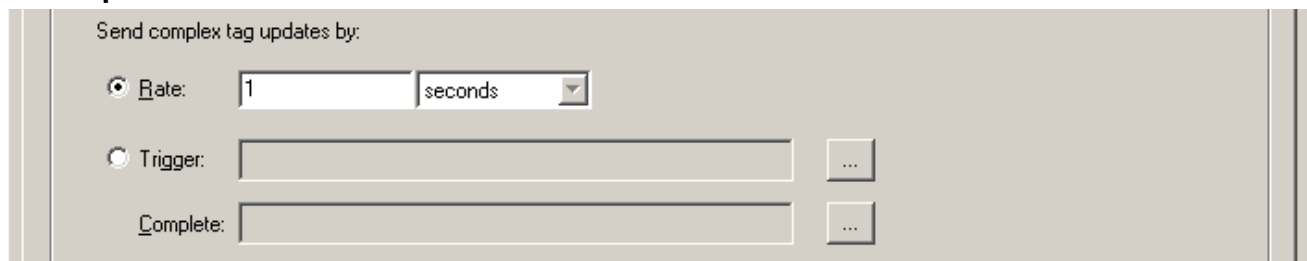 Send complex tag updates by:
Rate: 1 seconds
Trigger: ...
Complete: ...